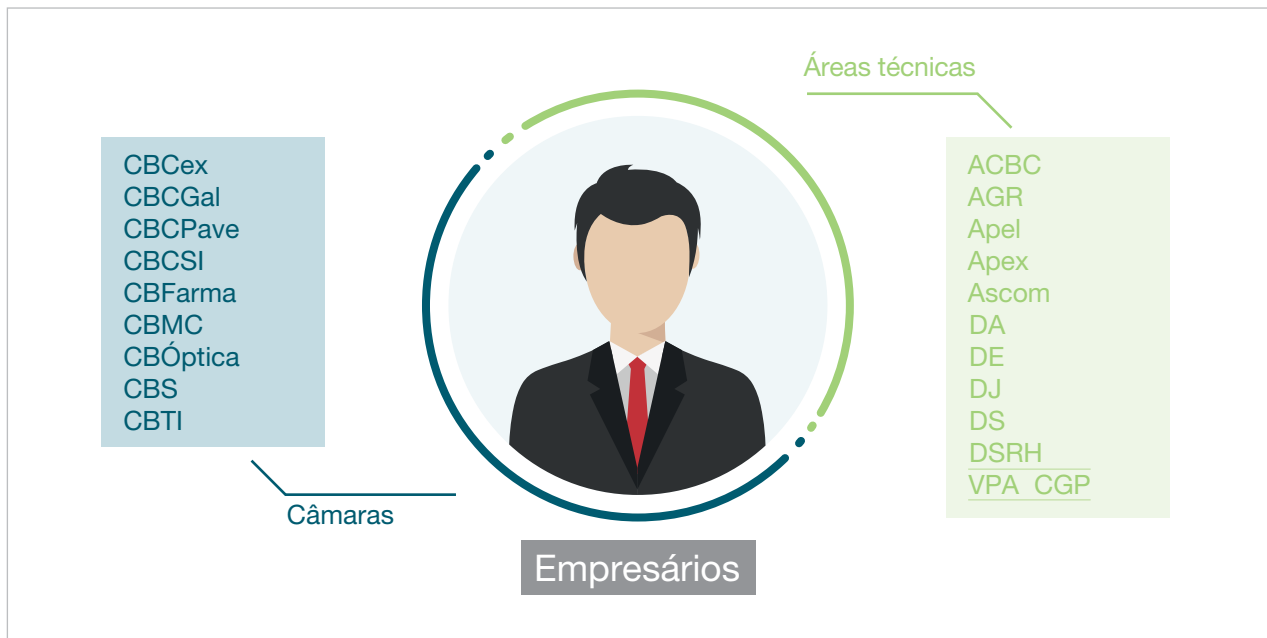 Áreas técnicas
CBCex
CBCGal
CBCPave
CBCSI
CBFarma
CBMC
CBÓptica
CBS
CBTI
Câmaras
ACBC
AGR
Apel
Apex
Ascom
DA
DE
DJ
DS
DSRH
VPA CGP
Empresários